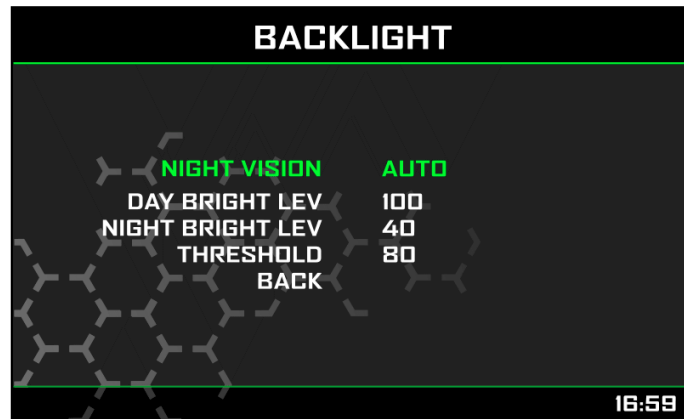 BACKLIGHT
NIGHT VISION AUTO
DAY BRIGHT LEV 100
NIGHT BRIGHT LEV 40
THRESHOLD 80
BACK
16:59